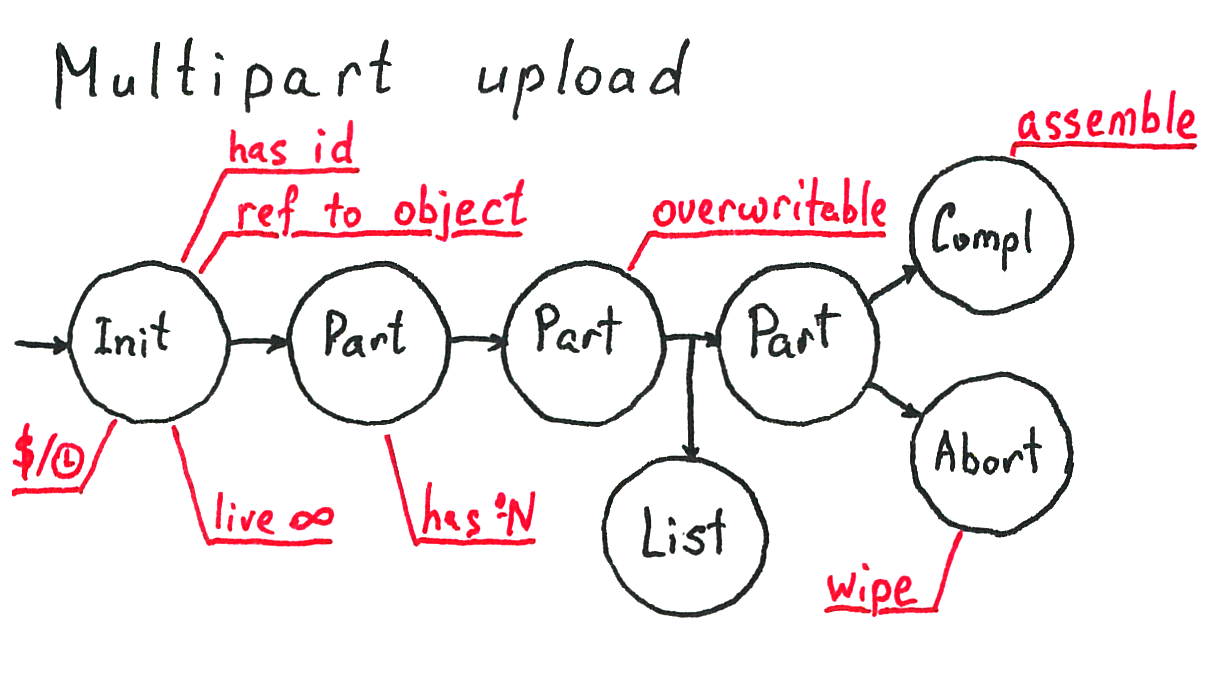 Multipart upload
assemble
has id
ref to object
overwritable
Compl
Init
Part
Part
Part
$/
live ∞
has №
List
Abort
wipe